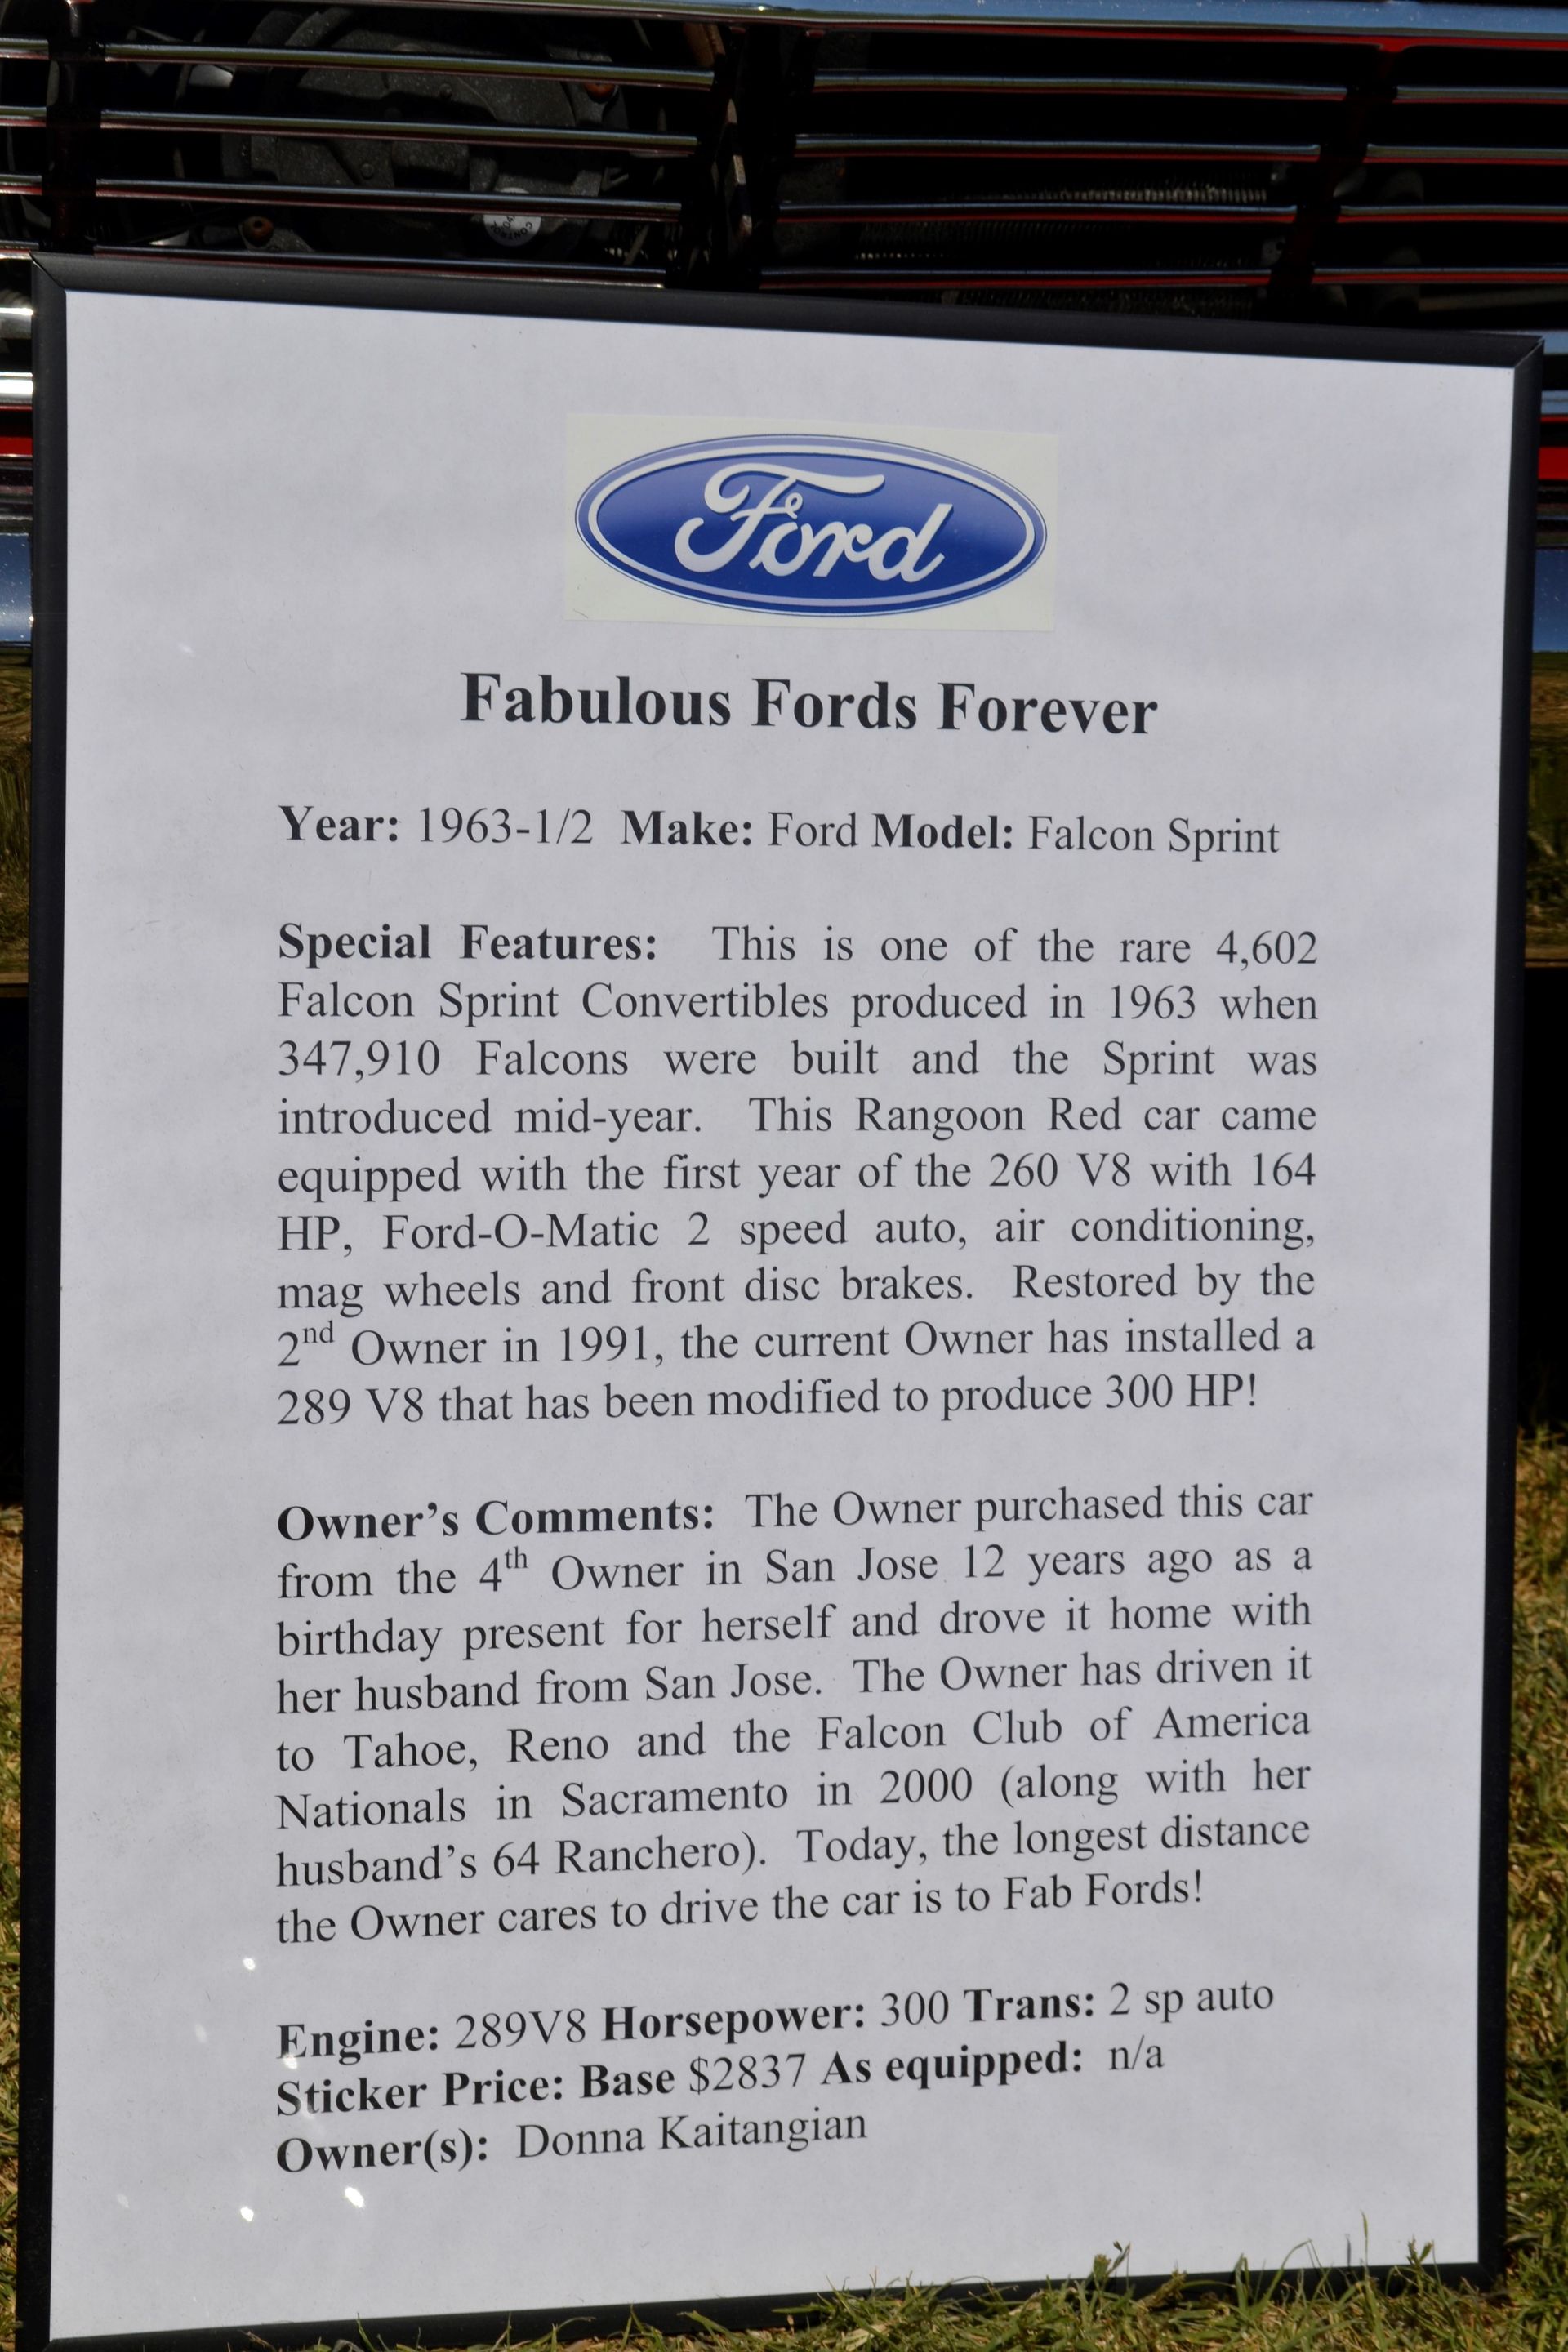 Ford
Fabulous Fords Forever
Year: 1963-1/2 Make: Ford Model: Falcon Sprint
Special Features: This is one of the rare 4,602
Falcon Sprint Convertibles produced in 1963 when
347,910 Falcons were built and the Sprint was
introduced mid-year. This Rangoon Red car came
equipped with the first year of the 260 V8 with 164
HP, Ford-O-Matic 2 speed auto, air conditioning,
mag wheels and front disc brakes. Restored by the
2nd Owner in 1991, the current Owner has installed a
289 V8 that has been modified to produce 300 HP!
Owner's Comments: The Owner purchased this car
from the 4th Owner in San Jose 12 years ago as a
birthday present for herself and drove it home with
her husband from San Jose. The Owner has driven it
to Tahoe, Reno and the Falcon Club of America
Nationals in Sacramento in 2000 (along with her
husband's 64 Ranchero). Today, the longest distance
the Owner cares to drive the car is to Fab Fords!
Engine: 289V8 Horsepower: 300 Trans: 2 sp auto
Sticker Price: Base $2837 As equipped: n/a
Owner(s): Donna Kaitangian